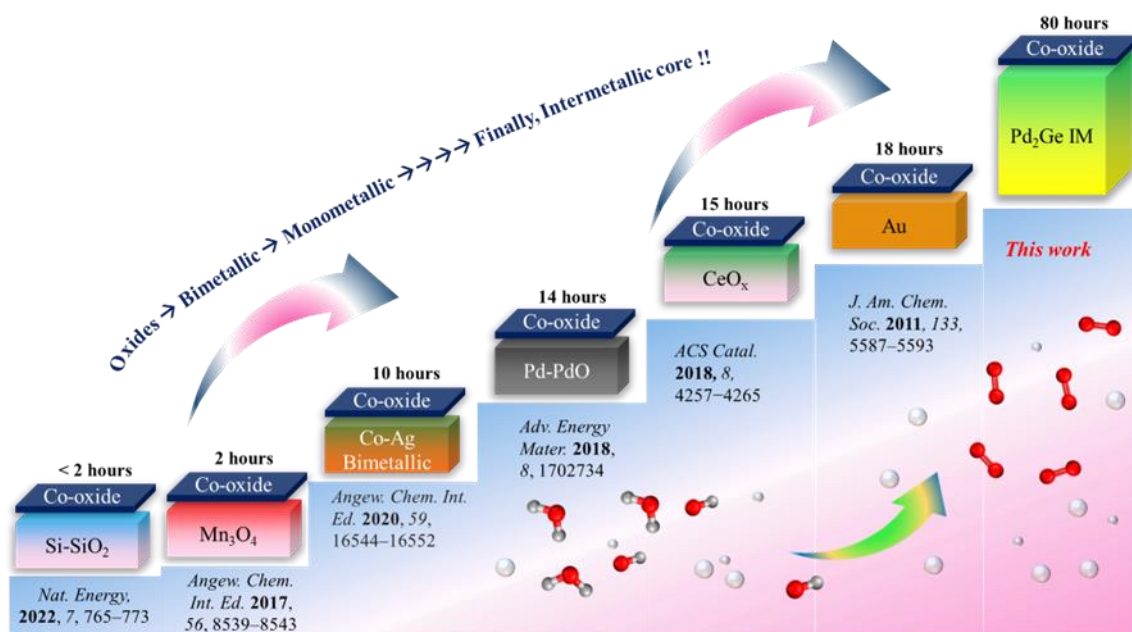 Oxides → Bimetallic → Monometallic →→→→ Finally, Intermetallic core !!
< 2 hours
Co-oxide
Si-SiO₂
Nat. Energy,
2022, 7, 765–773
2 hours
Co-oxide
Mn₃O₄
Angew. Chem.
Int. Ed. 2017,
56, 8539–8543
10 hours
Co-oxide
Co-Ag
Bimetallic
Angew. Chem. Int.
Ed. 2020, 59,
16544–16552
14 hours
Co-oxide
Pd-PdO
Adv. Energy
Mater. 2018,
8, 1702734
15 hours
Co-oxide
CeOₓ
ACS Catal.
2018, 8,
4257–4265
18 hours
Co-oxide
Au
J. Am. Chem.
Soc. 2011, 133,
5587–5593
80 hours
Co-oxide
Pd₂Ge IM
This work